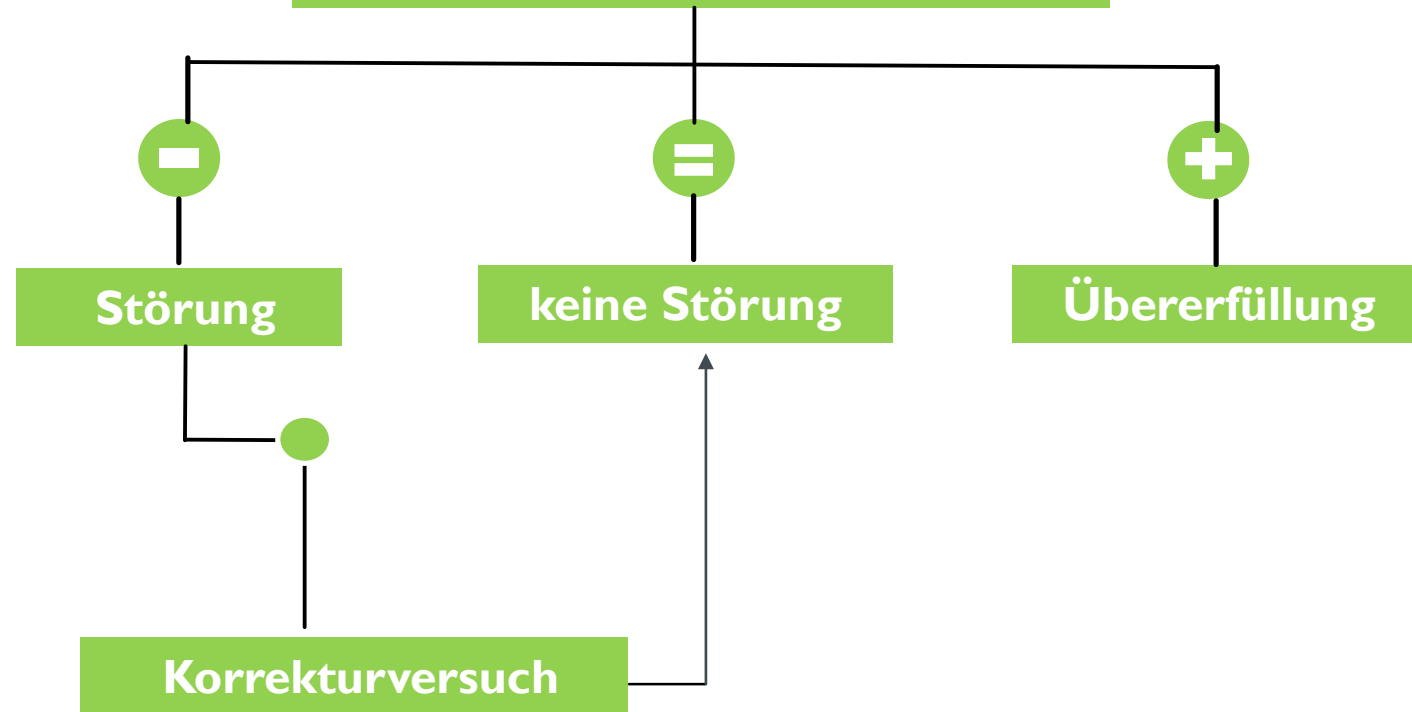 Störung
keine Störung
Übererfüllung
Korrekturversuch